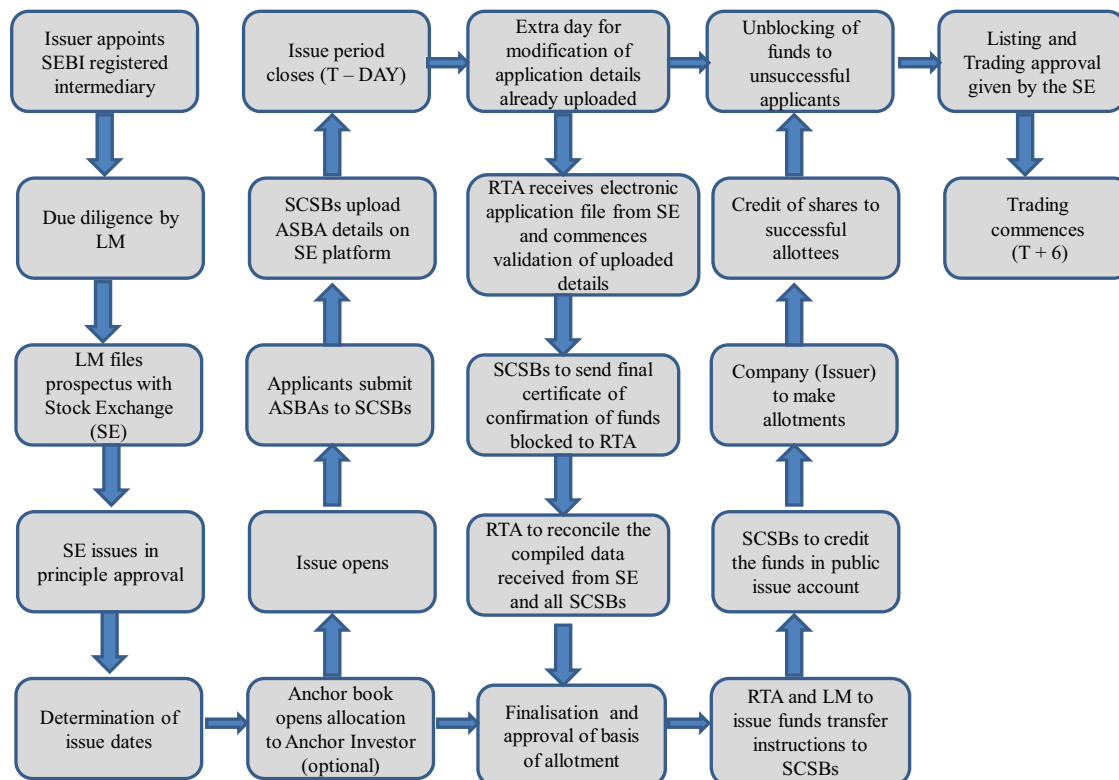 Issuer appoints
SEBI registered
intermediary
Due diligence by
LM
LM files
prospectus with
Stock Exchange
(SE)
SE issues in
principle approval
Determination of
issue dates
Anchor book
opens allocation
to Anchor Investor
(optional)
Issue opens
Applicants submit
ASBAs to SCSBs
SCSBs upload
ASBA details on
SE platform
Issue period
closes (T – DAY)
Extra day for
modification of
application details
already uploaded
RTA receives electronic
application file from SE
and commences
validation of uploaded
details
SCSBs to send final
certificate of
confirmation of funds
blocked to RTA
RTA to reconcile the
compiled data
received from SE
and all SCSBs
Finalisation and
approval of basis
of allotment
RTA and LM to
issue funds transfer
instructions to
SCSBs
SCSBs to credit
the funds in public
issue account
Company (Issuer)
to make
allotments
Credit of shares to
successful
allottees
Unblocking of
funds to
unsuccessful
applicants
Listing and
Trading approval
given by the SE
Trading
commences
(T + 6)